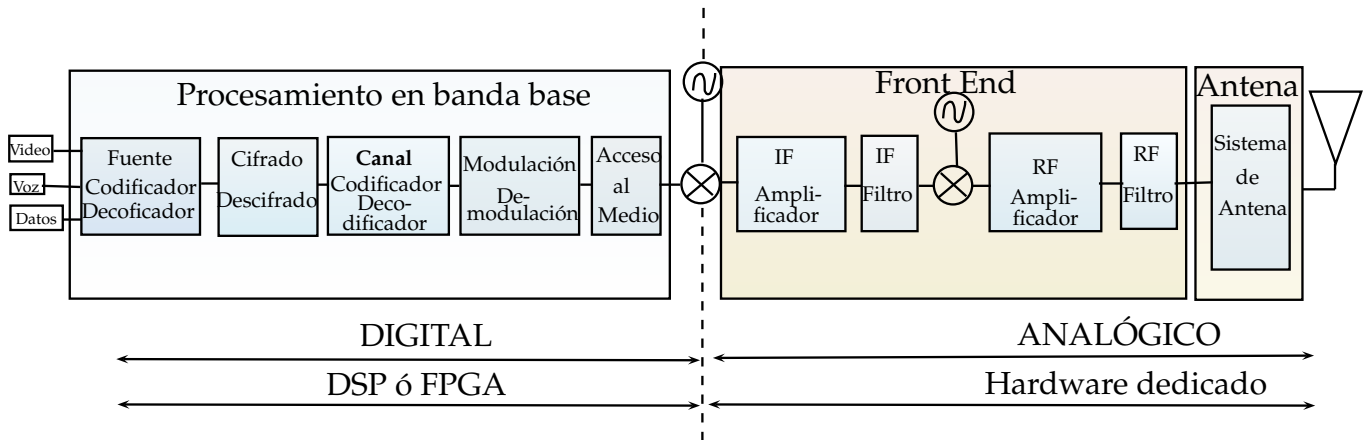 Procesamiento en banda base
Front End
Antena
Video
Voz
Datos
Fuente
Codificador
Decoficador
Cifrado
Descifrado
Canal
Codificador
Deco-
dificador
Modulación
De-
modulación
Acceso
al
Medio
IF
Ampli-
ficador
IF
Filtro
RF
Ampli-
ficador
RF
Filtro
Sistema
de
Antena
DIGITAL
ANALÓGICO
DSP ó FPGA
Hardware dedicado